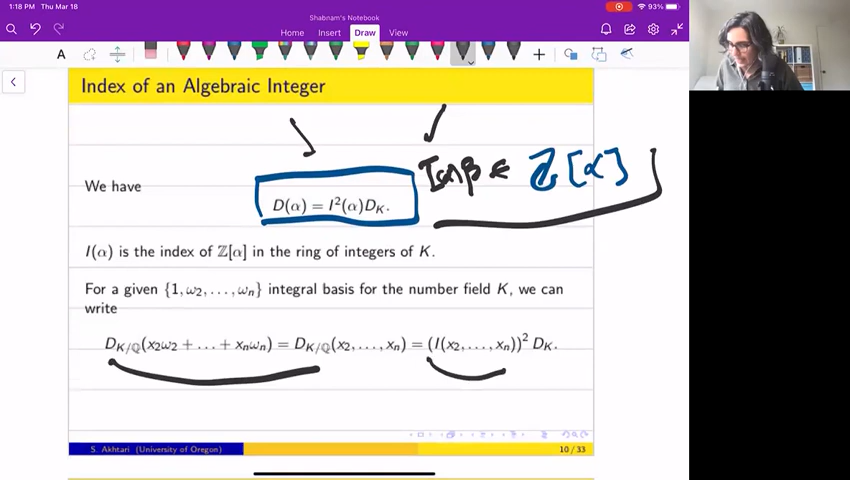 1:18 PM Thu Mar 18
93%
Shabnam's Notebook
Home Insert Draw View
A
Index of an Algebraic Integer
I(α)β ∈ ℤ[α]
We have
D(α) = I²(α)D_K.
I(α) is the index of ℤ[α] in the ring of integers of K.
For a given {1, ω₂, . . . , ωₙ} integral basis for the number field K, we can
write
D_{K/ℚ}(x₂ω₂ + . . . + xₙωₙ) = D_{K/ℚ}(x₂, . . . , xₙ) = (I(x₂, . . . , xₙ))² D_K.
S. Akhtari (University of Oregon)
10 / 33